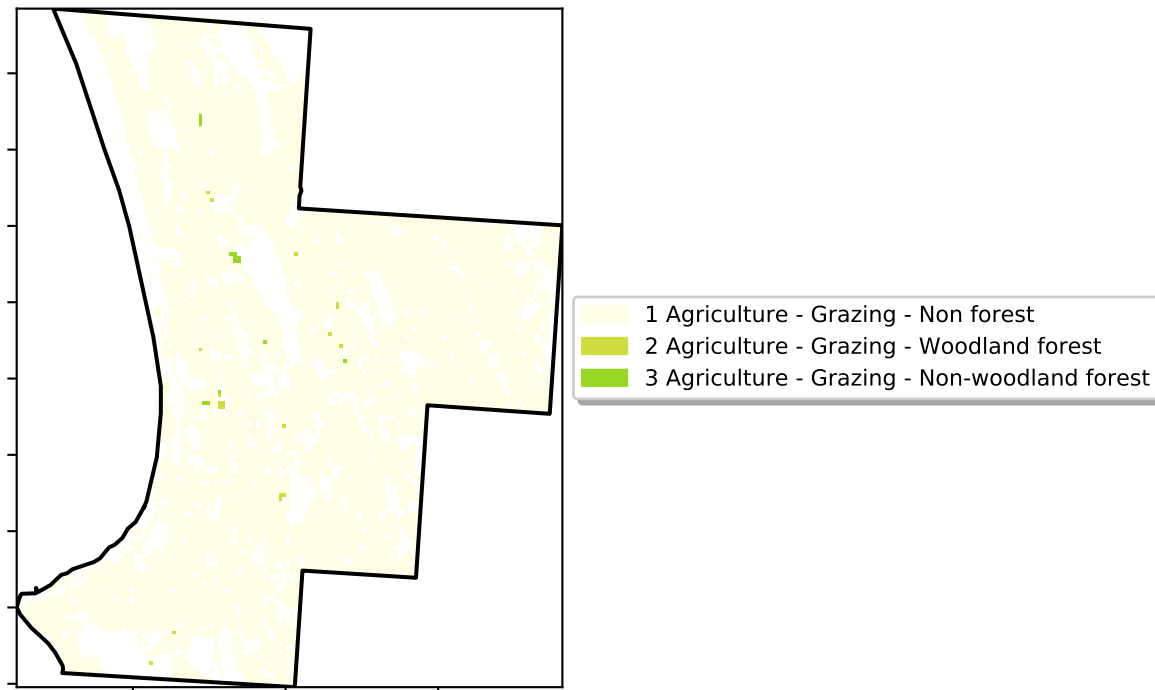 1 Agriculture - Grazing - Non forest
2 Agriculture - Grazing - Woodland forest
3 Agriculture - Grazing - Non-woodland forest